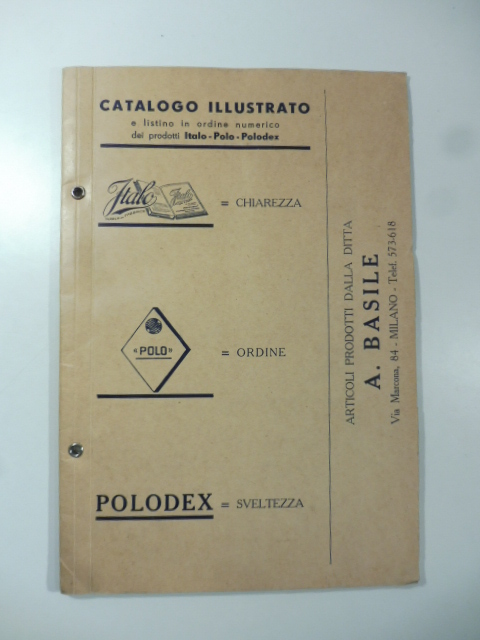 CATALOGO ILLUSTRATO
e listino in ordine numerico
dei prodotti Italo - Polo - Polodex
Italo
= CHIAREZZA
«POLO»
= ORDINE
POLODEX = SVELTEZZA
ARTICOLI PRODOTTI DALLA DITTA
A. BASILE
Via Marcona, 84 - MILANO - Telef. 573-618